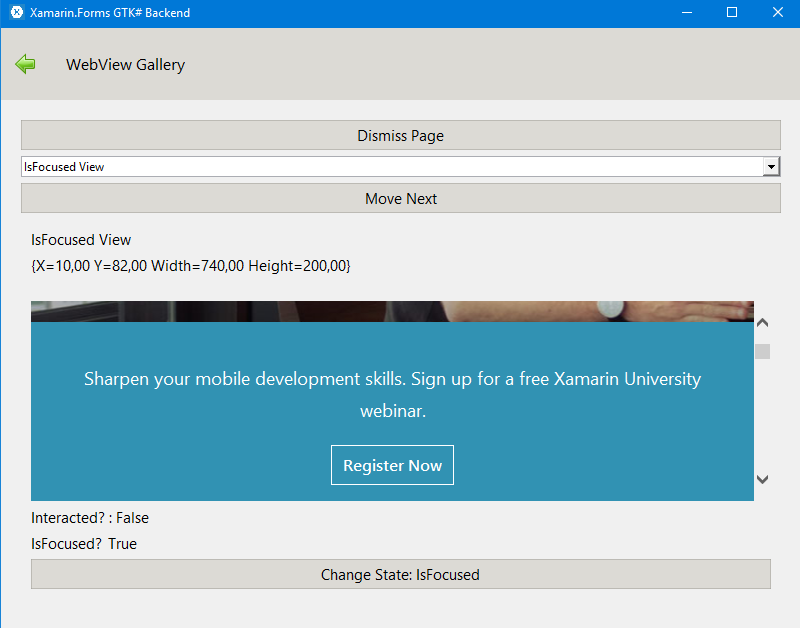 Xamarin.Forms GTK# Backend
WebView Gallery
Dismiss Page
IsFocused View
Move Next
IsFocused View
{X=10,00 Y=82,00 Width=740,00 Height=200,00}
Sharpen your mobile development skills. Sign up for a free Xamarin University
webinar.
Register Now
Interacted? : False
IsFocused? True
Change State: IsFocused